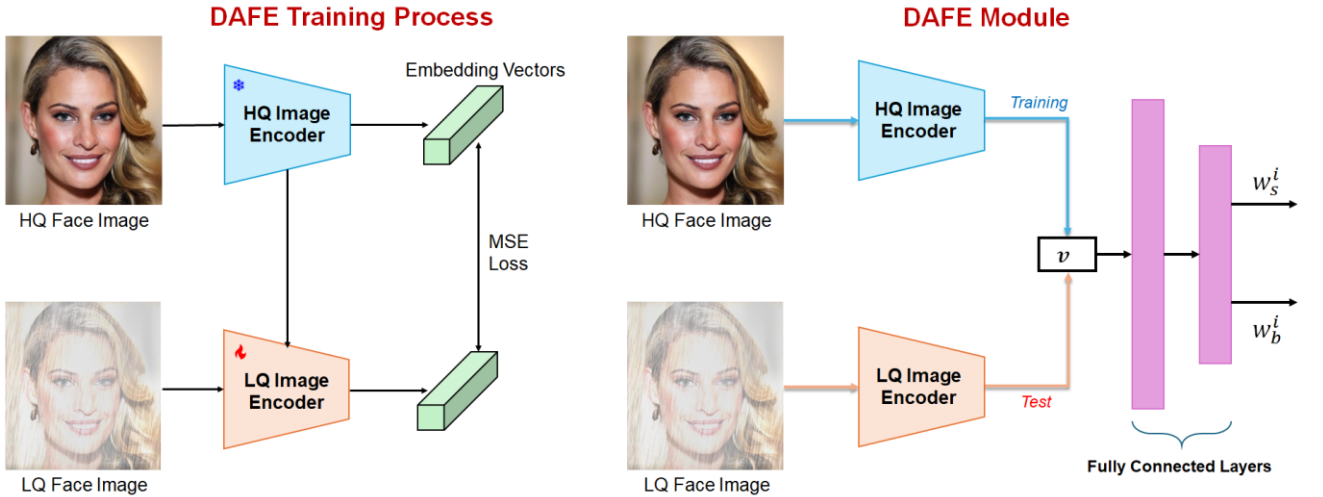 DAFE Training Process
HQ Face Image
HQ Image
Encoder
Embedding Vectors
MSE
Loss
LQ Image
Encoder
LQ Face Image
DAFE Module
HQ Face Image
HQ Image
Encoder
Training
v
LQ Image
Encoder
Test
LQ Face Image
W_s^i
W_b^i
Fully Connected Layers